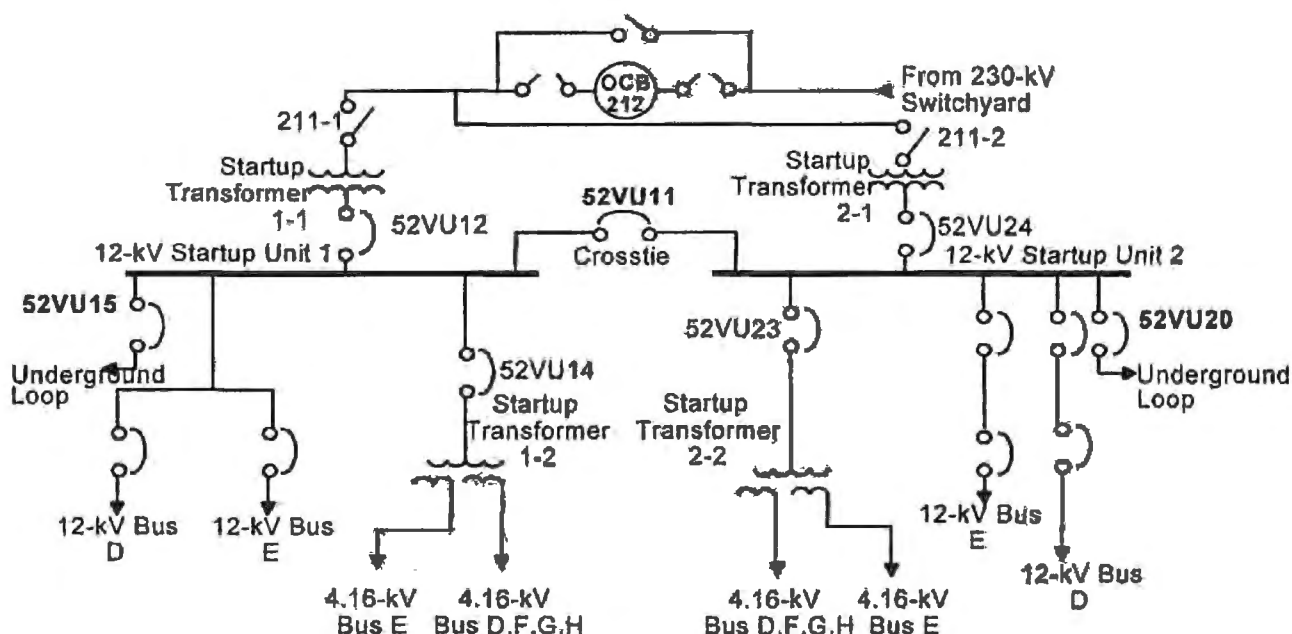 OCB
212
From 230-kV
Switchyard
211-1
211-2
Startup
Transformer
1-1
Startup
Transformer
2-1
52VU12
52VU11
52VU24
12-kV Startup Unit 1
Crosstie
12-kV Startup Unit 2
52VU15
52VU23
52VU20
Underground
Loop
52VU14
Underground
Loop
Startup
Transformer
1-2
Startup
Transformer
2-2
12-kV Bus
D
12-kV Bus
E
12-kV Bus
E
12-kV Bus
D
4.16-kV
Bus E
4.16-kV
Bus D,F,G,H
4.16-kV
Bus D,F,G,H
4.16-kV
Bus E